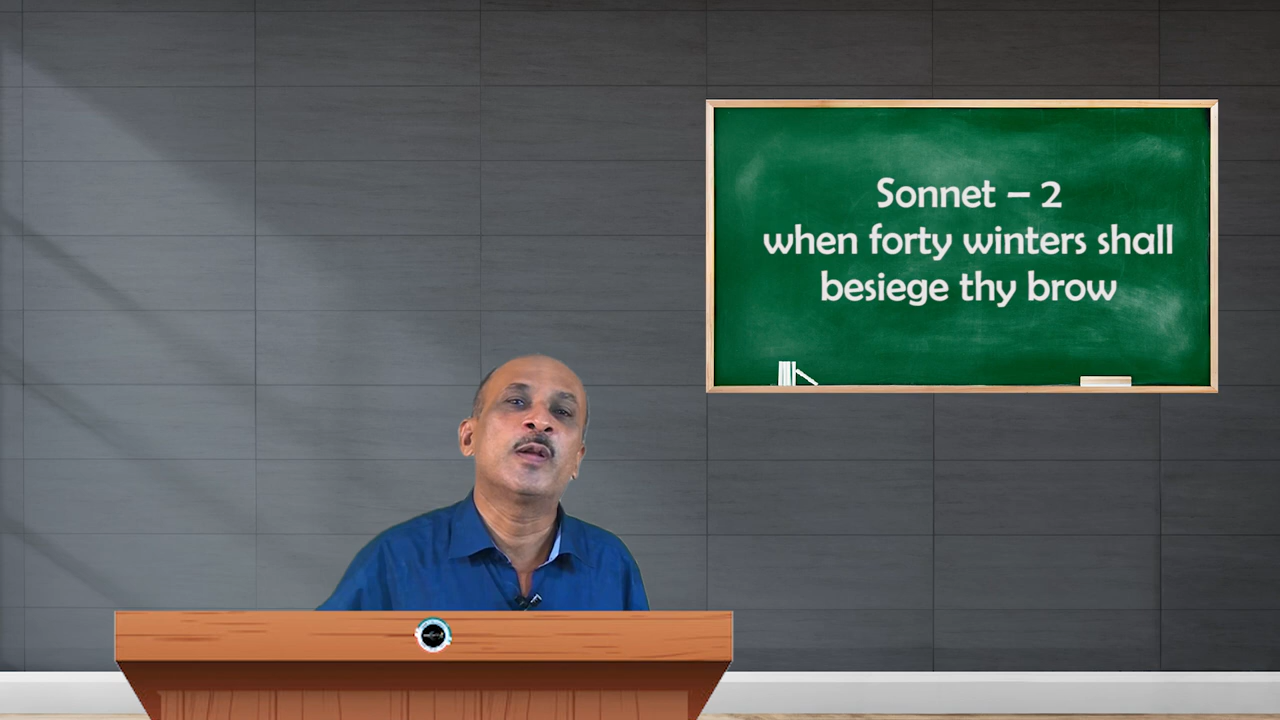 Sonnet – 2
when forty winters shall
besiege thy brow